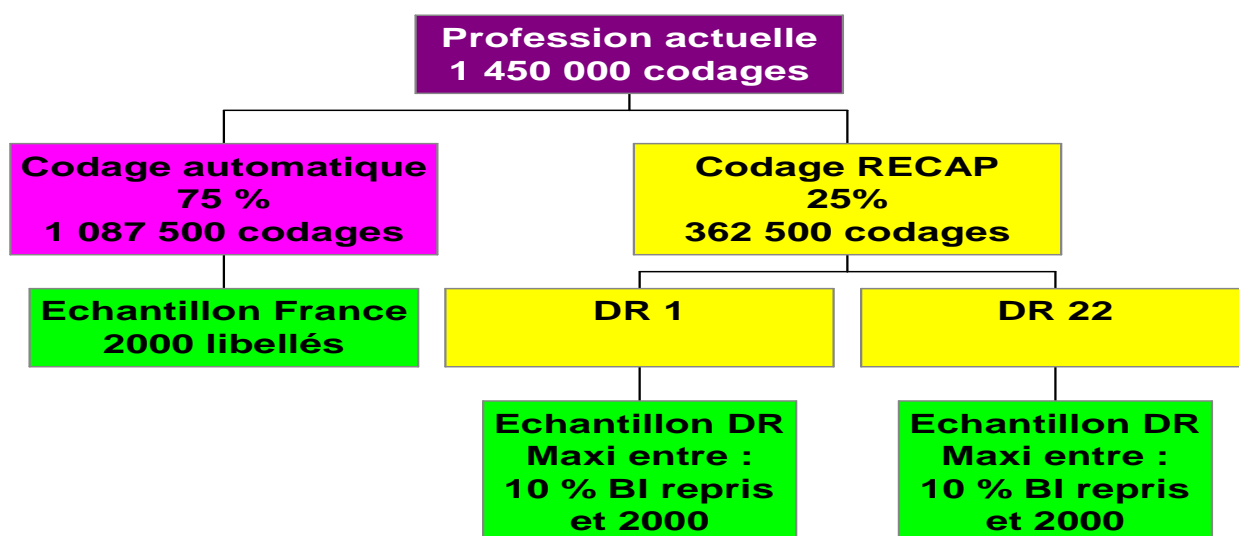 Profession actuelle
1 450 000 codages
Codage automatique
75 %
1 087 500 codages
Codage RECAP
25%
362 500 codages
Echantillon France
2000 libellés
DR 1
DR 22
Echantillon DR
Maxi entre :
10 % BI repris
et 2000
Echantillon DR
Maxi entre :
10 % BI repris
et 2000